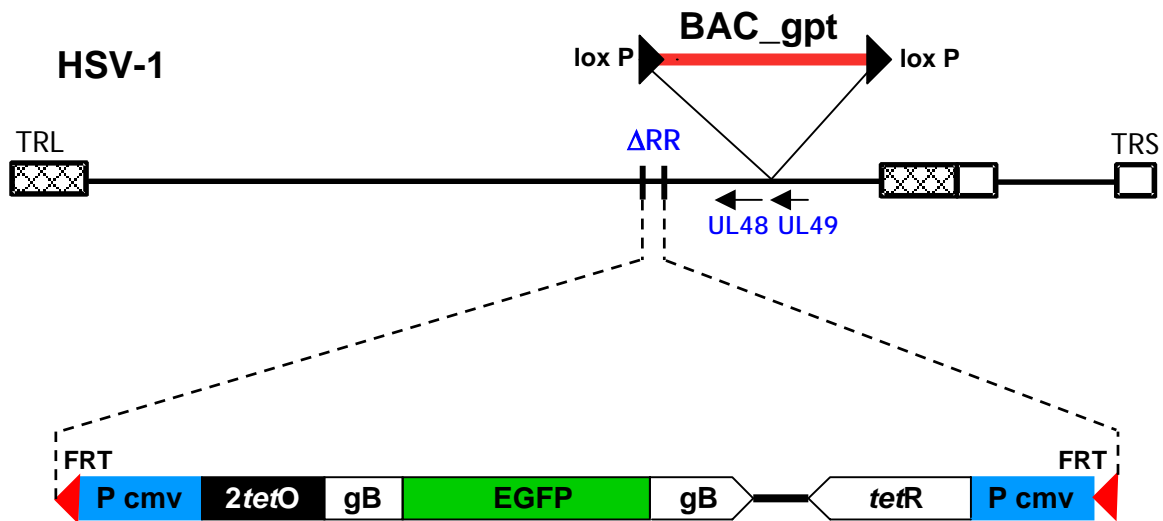 BAC_gpt
HSV-1
lox P
lox P
TRL
ΔRR
TRS
UL48
UL49
FRT
FRT
P cmv
2tetO
gB
EGFP
gB
tetR
P cmv